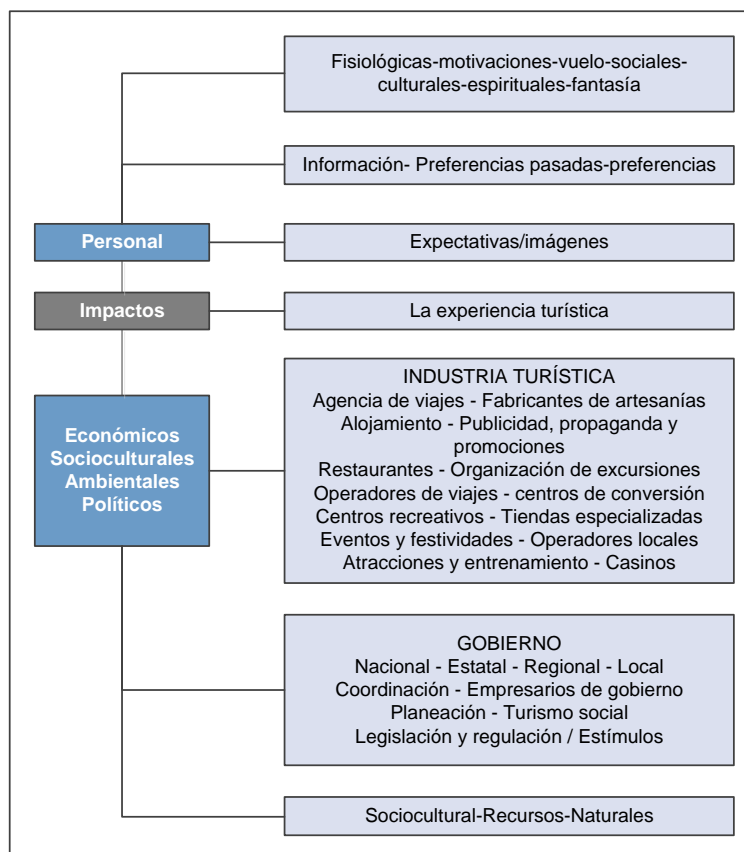 Fisiológicas-motivaciones-vuelo-sociales-
culturales-espirituales-fantasía
Información- Preferencias pasadas-preferencias
Personal
Expectativas/imágenes
Impactos
La experiencia turística
Económicos
Socioculturales
Ambientales
Políticos
INDUSTRIA TURÍSTICA
Agencia de viajes - Fabricantes de artesanías
Alojamiento - Publicidad, propaganda y
promociones
Restaurantes - Organización de excursiones
Operadores de viajes - centros de conversión
Centros recreativos - Tiendas especializadas
Eventos y festividades - Operadores locales
Atracciones y entrenamiento - Casinos
GOBIERNO
Nacional - Estatal - Regional - Local
Coordinación - Empresarios de gobierno
Planeación - Turismo social
Legislación y regulación / Estímulos
Sociocultural-Recursos-Naturales